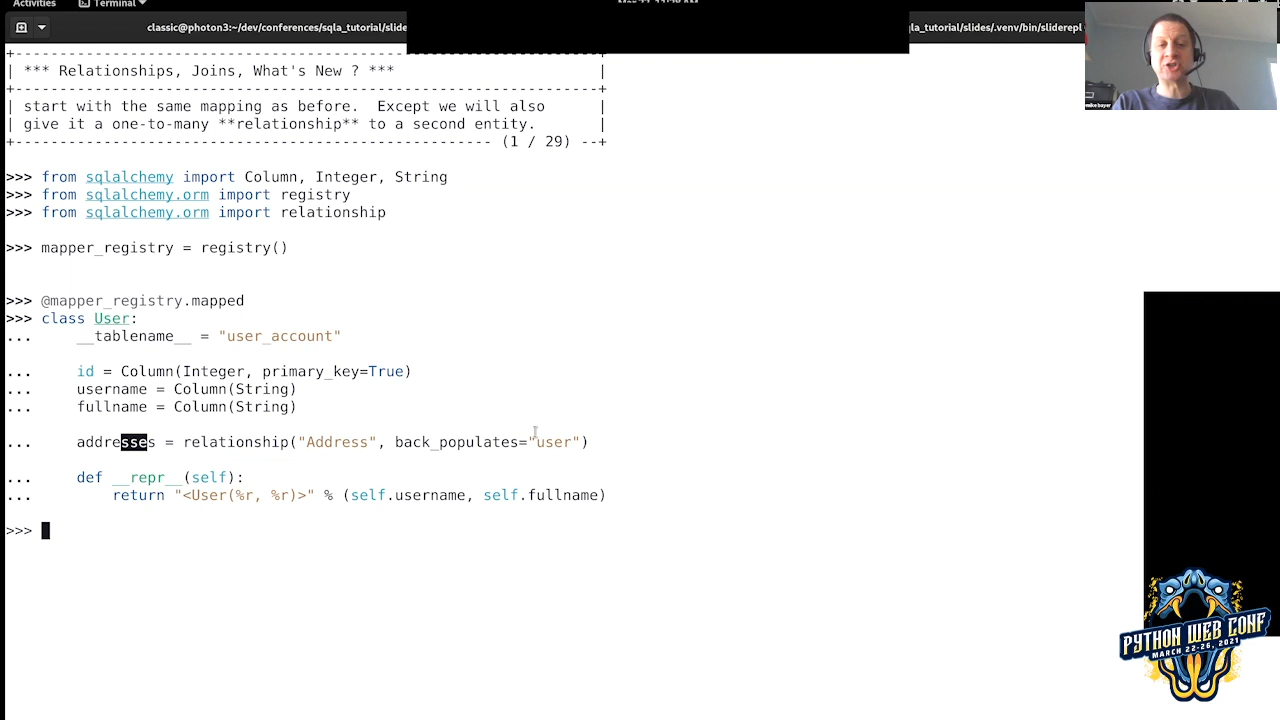 Activities Terminal
classic@photon3:~/dev/conferences/sqla_tutorial/slide
qla_tutorial/slides/.venv/bin/sliderepl
mike bayer
+------------------------------------------------------------------+
| *** Relationships, Joins, What's New ? *** |
+------------------------------------------------------------------+
| start with the same mapping as before. Except we will also |
| give it a one-to-many **relationship** to a second entity. |
+------------------------------------------------------ (1 / 29) --+
>>> from sqlalchemy import Column, Integer, String
>>> from sqlalchemy.orm import registry
>>> from sqlalchemy.orm import relationship
>>> mapper_registry = registry()
>>> @mapper_registry.mapped
>>> class User:
... __tablename__ = "user_account"
... id = Column(Integer, primary_key=True)
... username = Column(String)
... fullname = Column(String)
... addresses = relationship("Address", back_populates="user")
... def __repr__(self):
... return "<User(%r, %r)>" % (self.username, self.fullname)
>>>
PYTHON WEB CONF
MARCH 22-26, 2021